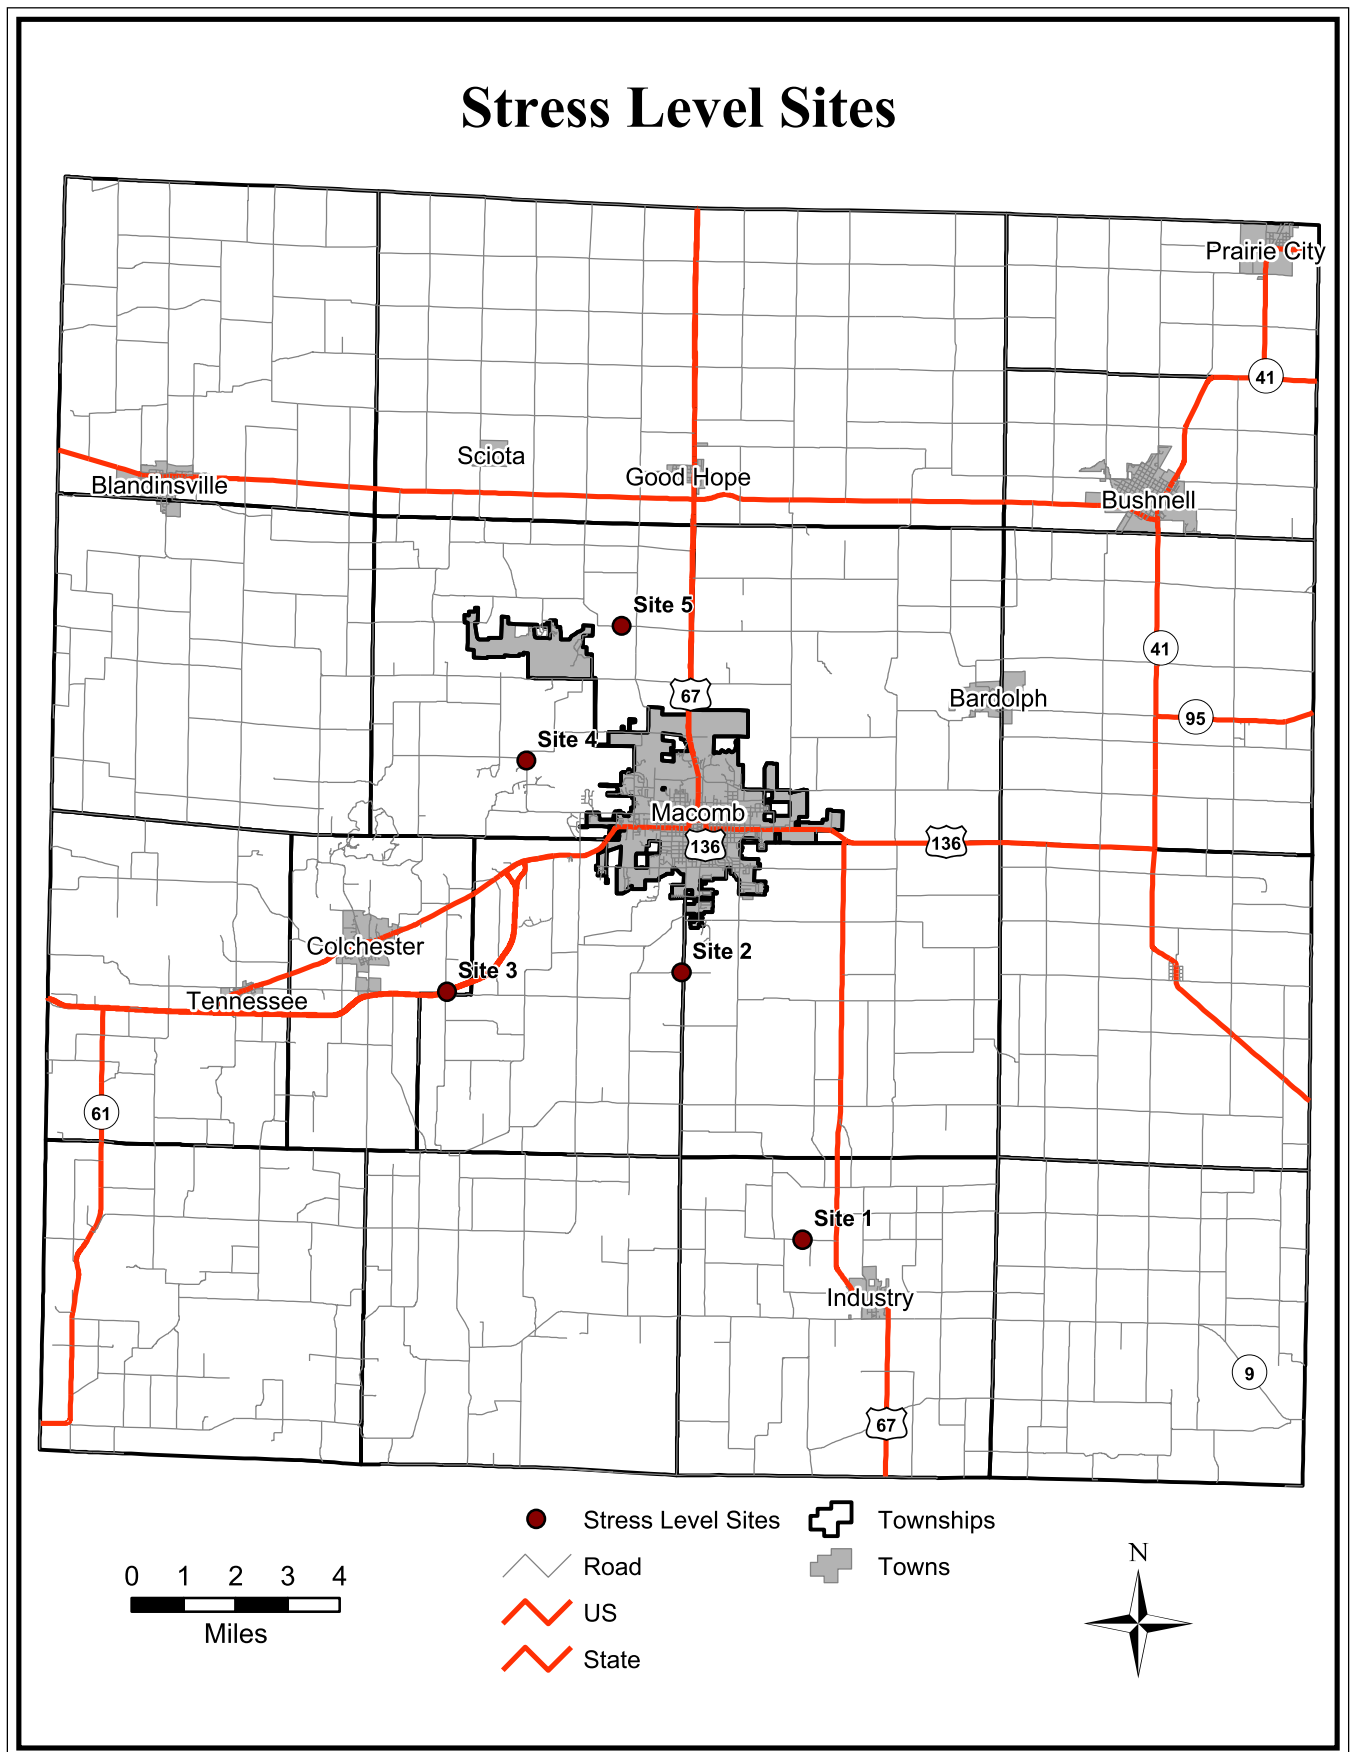 Stress Level Sites
Prairie City
41
Sciota
Good Hope
Blandinsville
Bushnell
Site 5
41
67
Bardolph
95
Site 4
Macomb
136
136
Colchester
Site 2
Site 3
Tennessee
61
Site 1
Industry
9
67
Stress Level Sites
Townships
Road
Towns
US
State
0 1 2 3 4
Miles
N